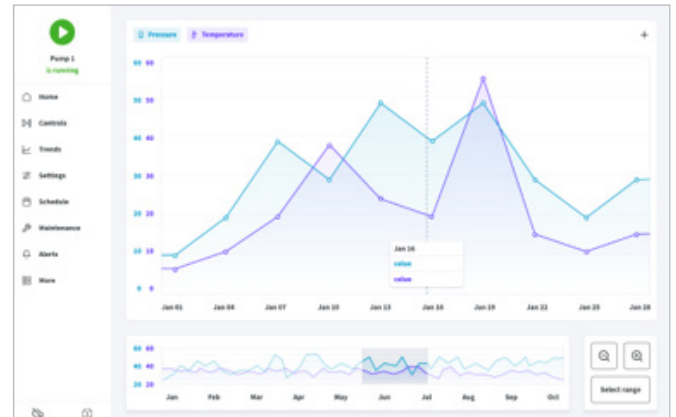 Pump 1
is running
Home
Controls
Trends
Settings
Schedule
Maintenance
Alerts
More
Pressure Temperature +
60 60
50 50
40 40
30 30
20 20
10 10
0 0
Jan 16
value
value
Jan 01 Jan 04 Jan 07 Jan 10 Jan 13 Jan 16 Jan 19 Jan 22 Jan 25 Jan 28
60 60
40 40
20 20
Jan Feb Mar Apr May Jun Jul Aug Sep Oct
Select range